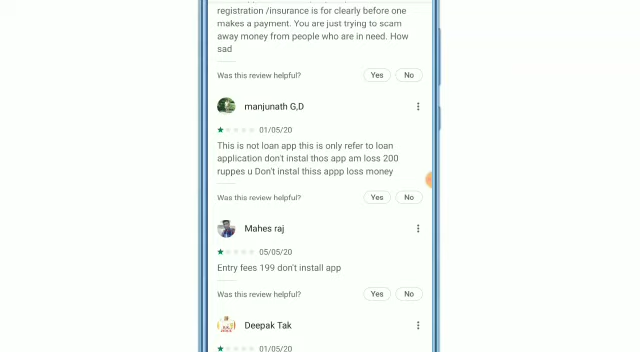 registration /insurance is for clearly before one
makes a payment. You are just trying to scam
away money from people who are in need. How
sad
Was this review helpful? Yes No
manjunath G,D
01/05/20
This is not loan app this is only refer to loan
application don't instal thos app am loss 200
ruppes u Don't instal thiss appp loss money
Was this review helpful? Yes No
Mahes raj
05/05/20
Entry fees 199 don't install app
Was this review helpful? Yes No
Deepak Tak
01/05/20